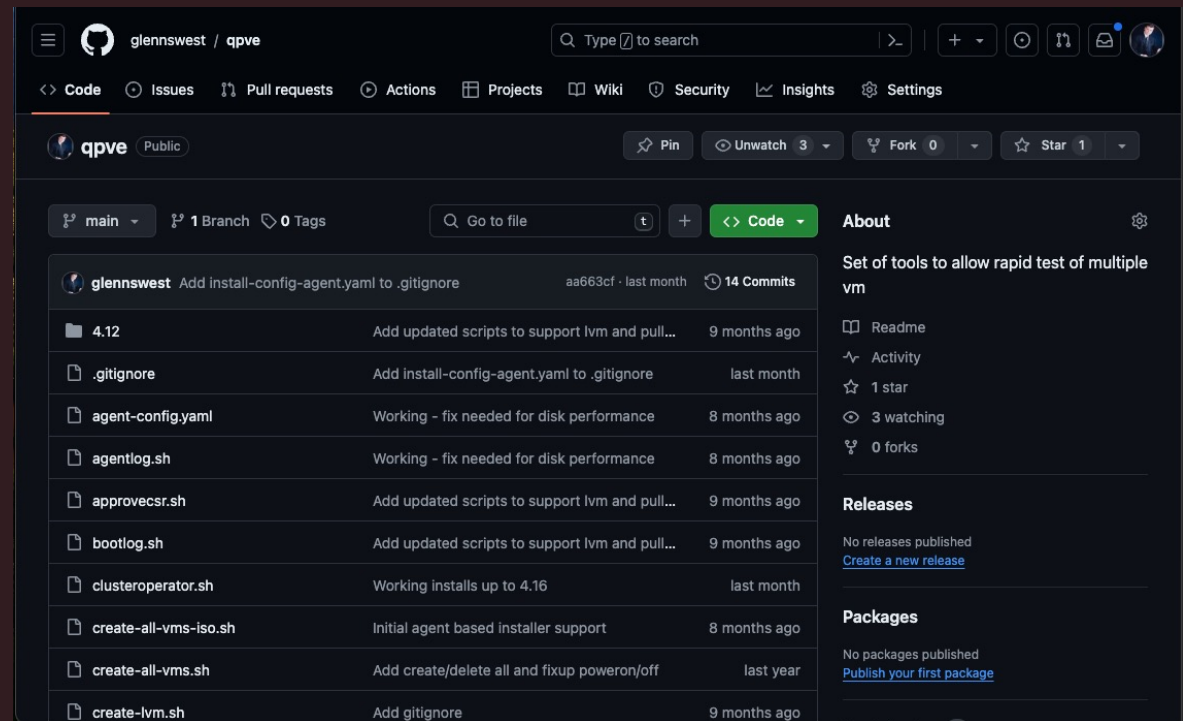 glennswest / qpve
Type / to search
Code Issues Pull requests Actions Projects Wiki Security Insights Settings
qpve Public
Pin Unwatch 3 Fork 0 Star 1
main 1 Branch 0 Tags Go to file t Code
glennswest Add install-config-agent.yaml to .gitignore aa663cf · last month 14 Commits
4.12 Add updated scripts to support lvm and pull... 9 months ago
.gitignore Add install-config-agent.yaml to .gitignore last month
agent-config.yaml Working - fix needed for disk performance 8 months ago
agentlog.sh Working - fix needed for disk performance 8 months ago
approvecsr.sh Add updated scripts to support lvm and pull... 9 months ago
bootlog.sh Add updated scripts to support lvm and pull... 9 months ago
clusteroperator.sh Working installs up to 4.16 last month
create-all-vms-iso.sh Initial agent based installer support 8 months ago
create-all-vms.sh Add create/delete all and fixup poweron/off last year
create-lvm.sh Add gitignore 9 months ago
About
Set of tools to allow rapid test of multiple
vm
Readme
Activity
1 star
3 watching
0 forks
Releases
No releases published
Create a new release
Packages
No packages published
Publish your first package